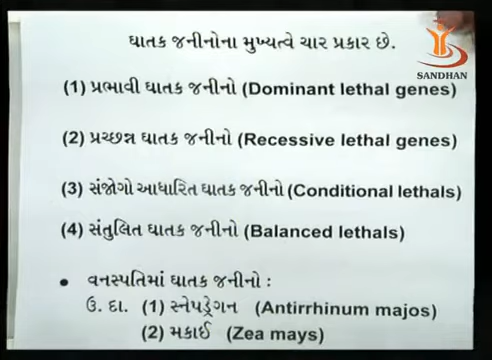 ઘાતક જનીનોના મુખ્યત્વે ચાર પ્રકાર છે.
SANDHAN
(1) પ્રભાવી ઘાતક જનીનો (Dominant lethal genes)
(2) પ્રચ્છન્ન ઘાતક જનીનો (Recessive lethal genes)
(3) સંજોગો આધારિત ઘાતક જનીનો (Conditional lethals)
(4) સંતુલિત ઘાતક જનીનો (Balanced lethals)
• વનસ્પતિમાં ઘાતક જનીનો :
ઉ. દા. (1) સ્નેપડ્રેગન (Antirrhinum majos)
(2) મકાઈ (Zea mays)